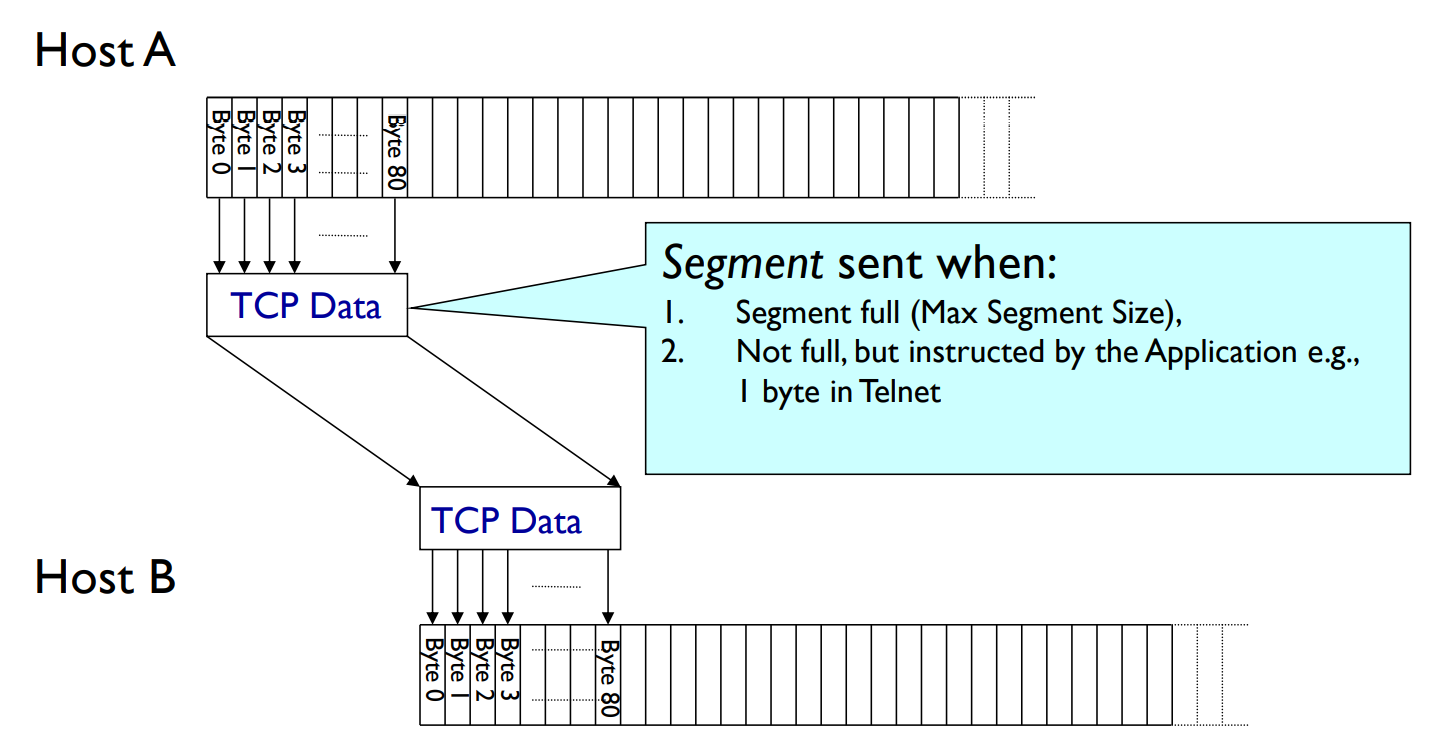 Host A
Byte 0
Byte 1
Byte 2
Byte 3
Byte 80
TCP Data
Segment sent when:
1. Segment full (Max Segment Size),
2. Not full, but instructed by the Application e.g.,
1 byte in Telnet
TCP Data
Host B
Byte 0
Byte 1
Byte 2
Byte 3
Byte 80